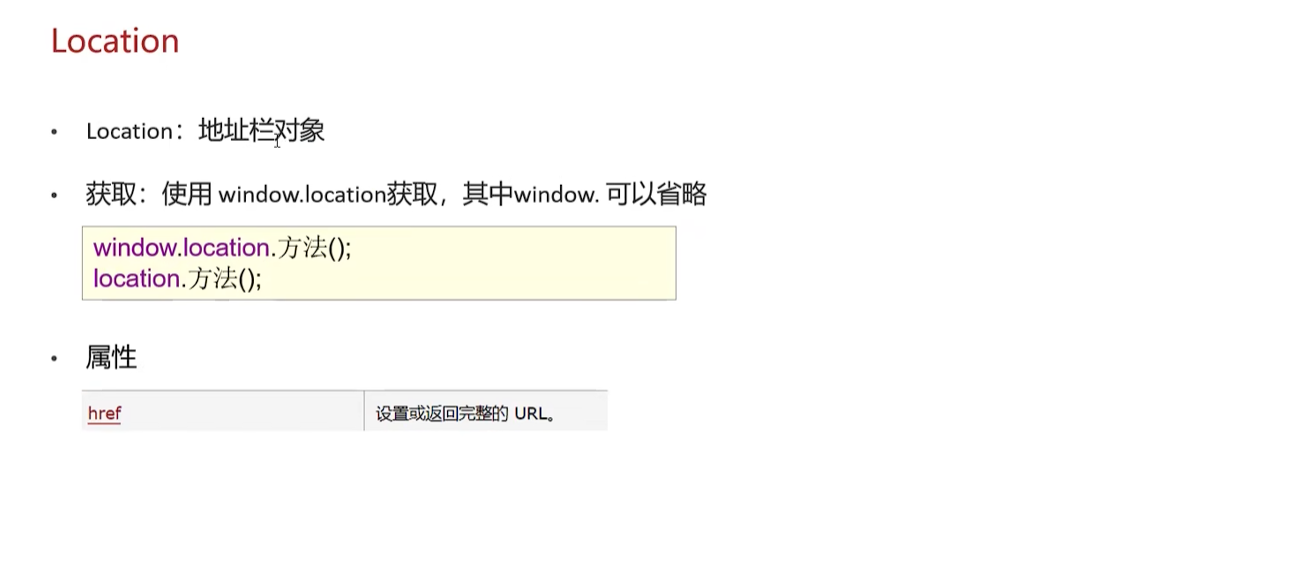 Location
• Location：地址栏对象
• 获取：使用 window.location获取，其中window. 可以省略
window.location.方法();
location.方法();
• 属性
href 设置或返回完整的 URL。